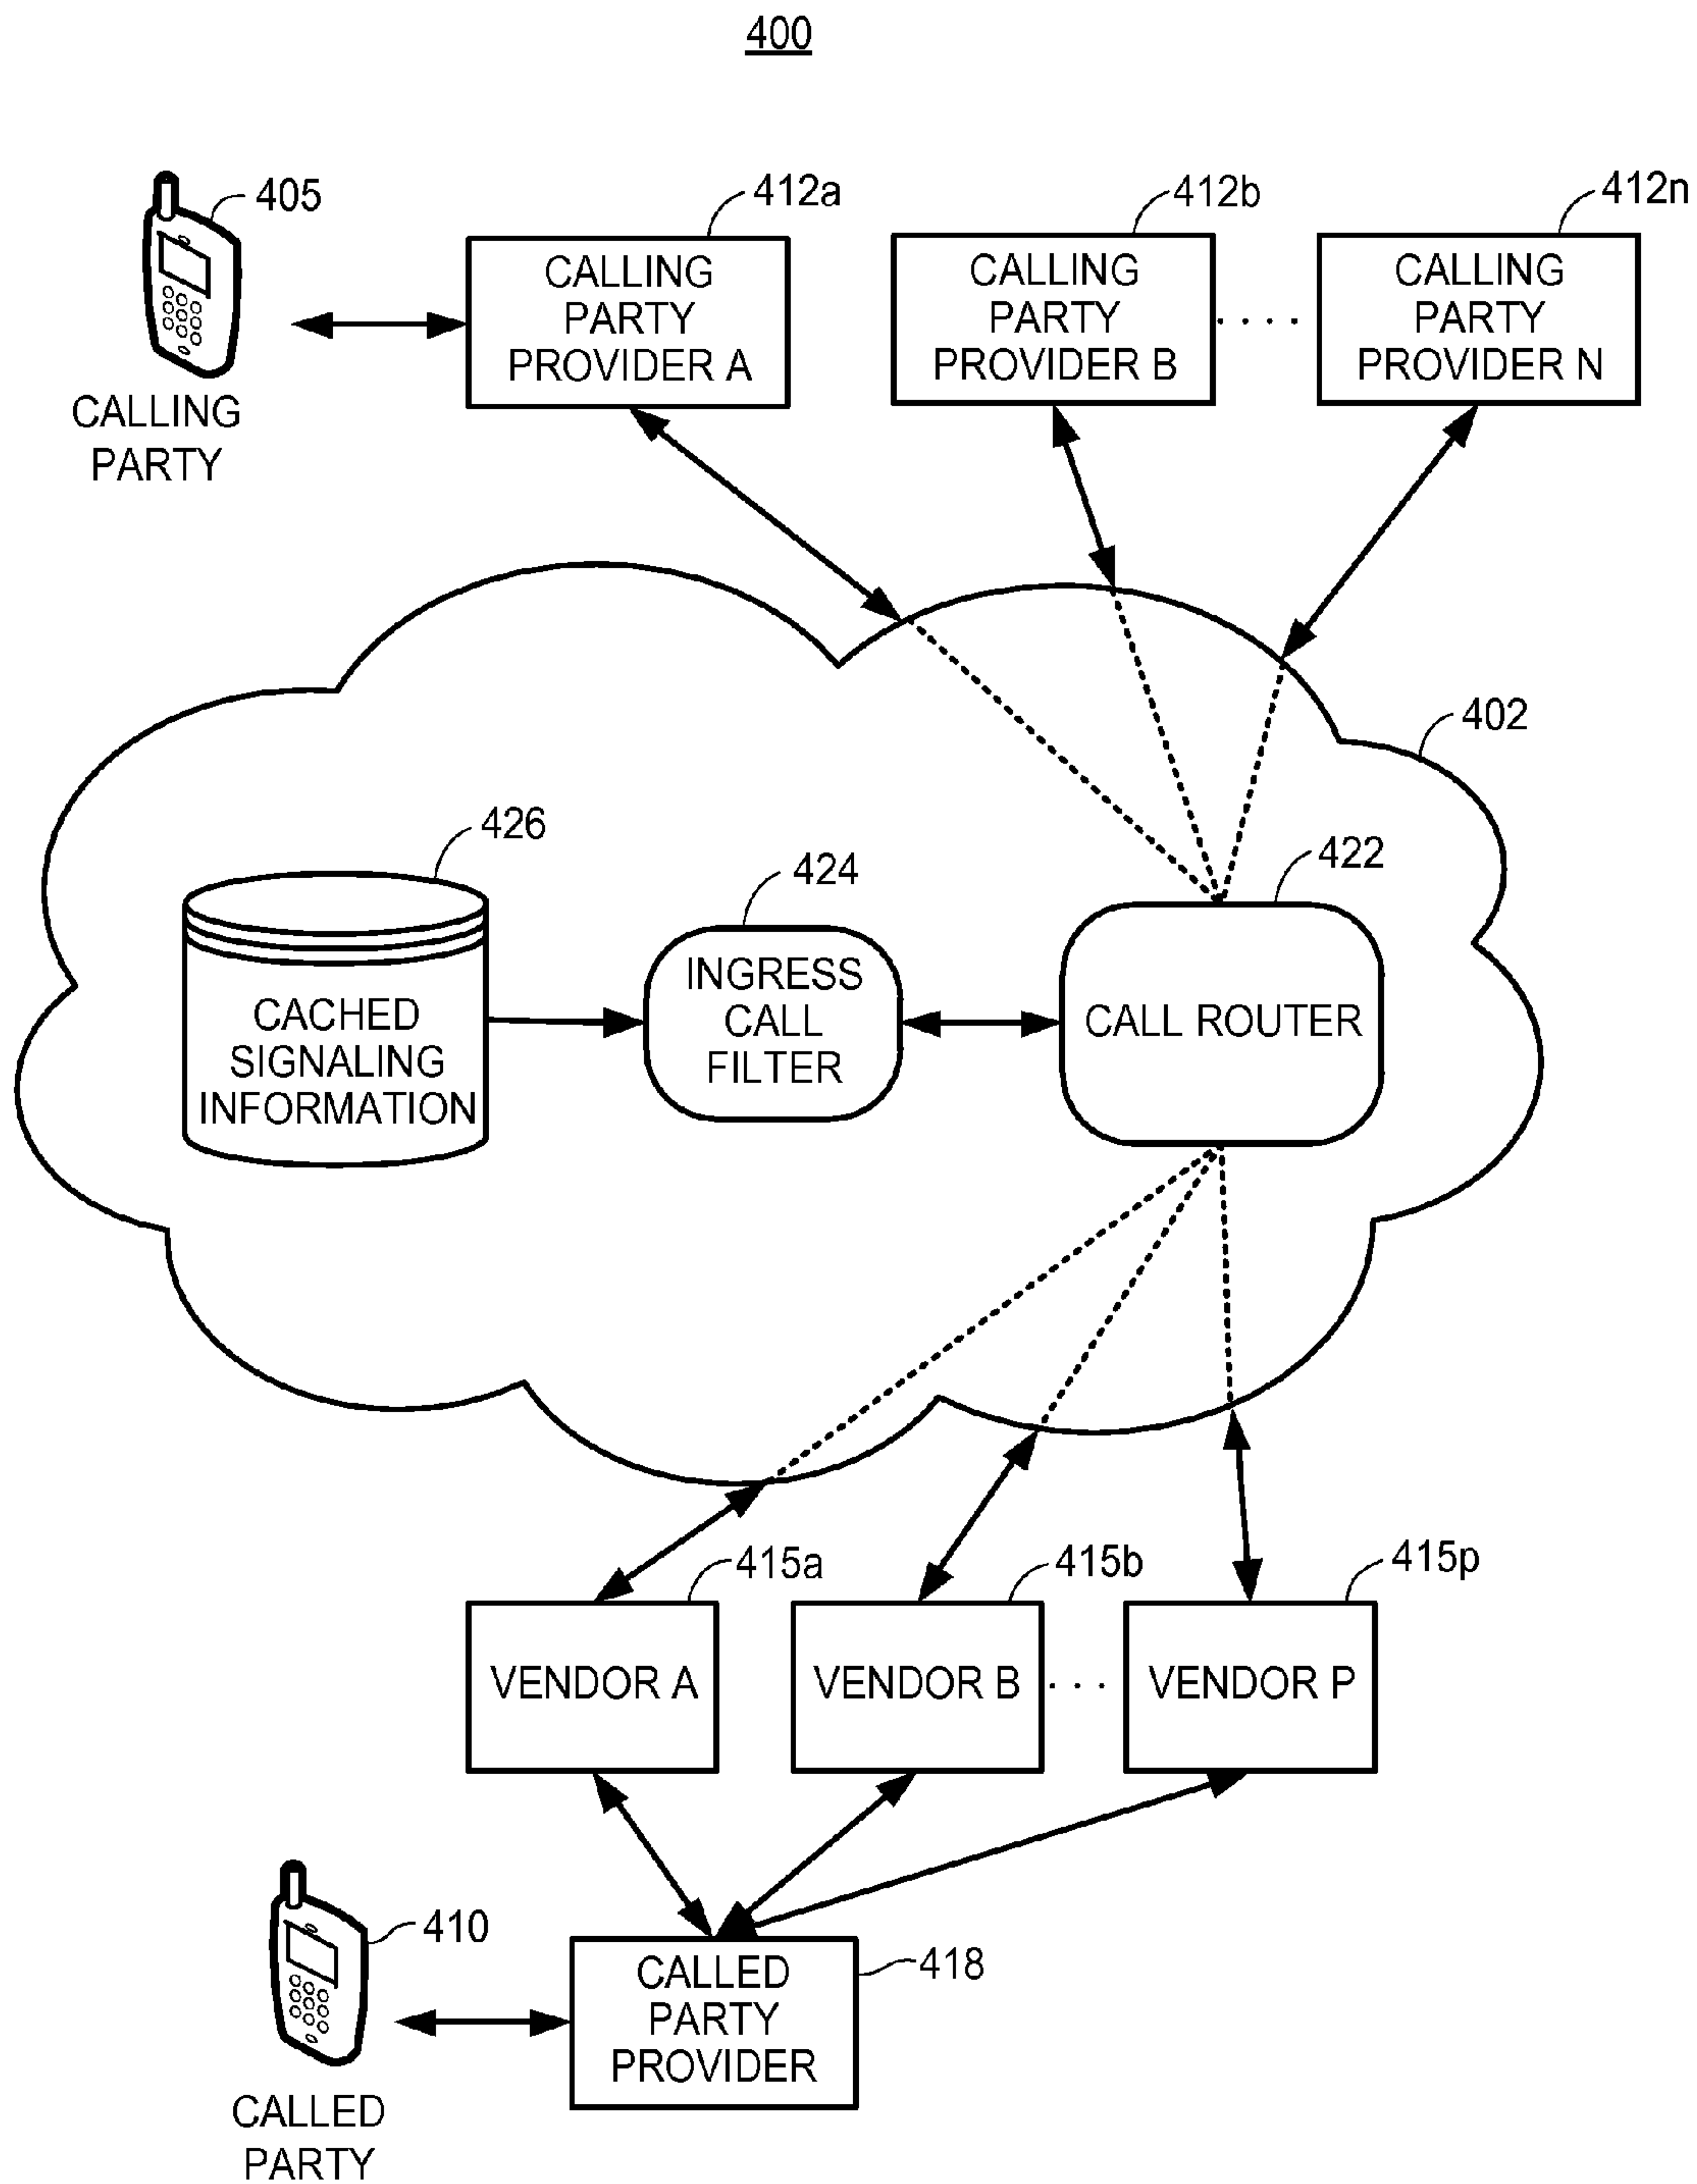 400
405
412a
412b
412n
CALLING
PARTY
PROVIDER A
CALLING
PARTY
PROVIDER B
CALLING
PARTY
PROVIDER N
CALLING
PARTY
402
426
424
422
CACHED
SIGNALING
INFORMATION
INGRESS
CALL
FILTER
CALL ROUTER
415a
415b
415p
VENDOR A
VENDOR B
VENDOR P
410
418
CALLED
PARTY
PROVIDER
CALLED
PARTY